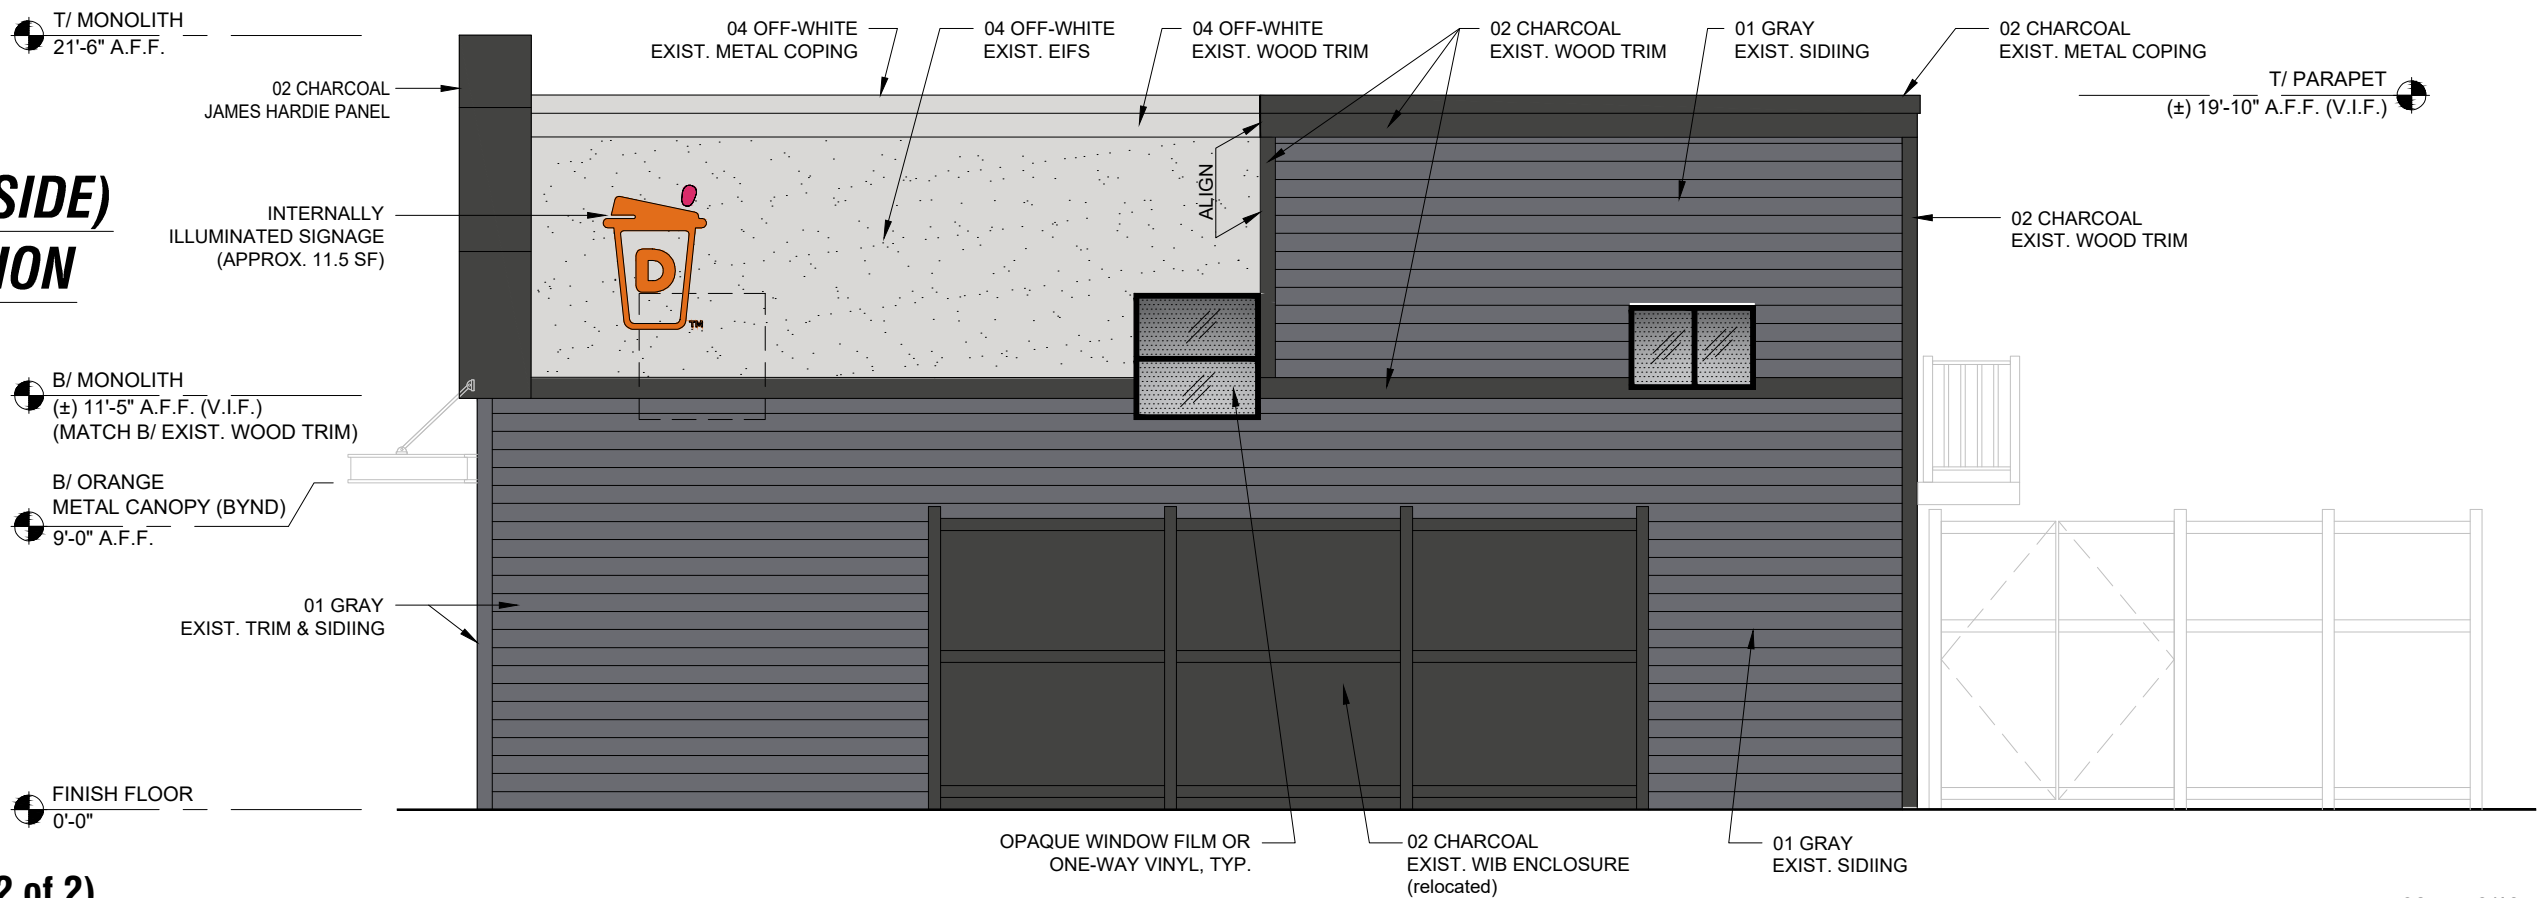 T/ MONOLITH
21'-6" A.F.F.
04 OFF-WHITE
EXIST. METAL COPING
04 OFF-WHITE
EXIST. EIFS
04 OFF-WHITE
EXIST. WOOD TRIM
02 CHARCOAL
EXIST. WOOD TRIM
01 GRAY
EXIST. SIDIING
02 CHARCOAL
EXIST. METAL COPING
T/ PARAPET
(±) 19'-10" A.F.F. (V.I.F.)
02 CHARCOAL
JAMES HARDIE PANEL
SIDE)
ION
ALIGN
INTERNALLY
ILLUMINATED SIGNAGE
(APPROX. 11.5 SF)
D
TM
02 CHARCOAL
EXIST. WOOD TRIM
B/ MONOLITH
(±) 11'-5" A.F.F. (V.I.F.)
(MATCH B/ EXIST. WOOD TRIM)
B/ ORANGE
METAL CANOPY (BYND)
9'-0" A.F.F.
01 GRAY
EXIST. TRIM & SIDIING
FINISH FLOOR
0'-0"
OPAQUE WINDOW FILM OR
ONE-WAY VINYL, TYP.
02 CHARCOAL
EXIST. WIB ENCLOSURE
(relocated)
01 GRAY
EXIST. SIDIING
2 of 2)